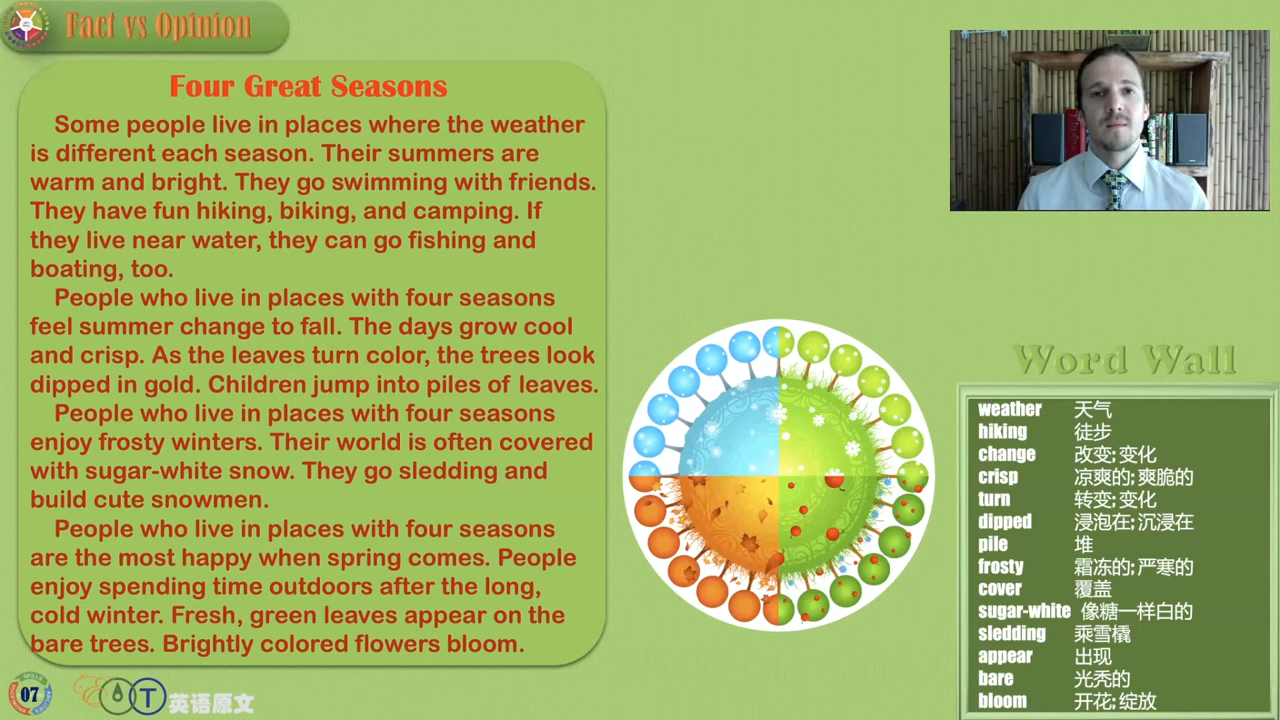 Fact vs Opinion
Four Great Seasons
Some people live in places where the weather
is different each season. Their summers are
warm and bright. They go swimming with friends.
They have fun hiking, biking, and camping. If
they live near water, they can go fishing and
boating, too.
People who live in places with four seasons
feel summer change to fall. The days grow cool
and crisp. As the leaves turn color, the trees look
dipped in gold. Children jump into piles of leaves.
People who live in places with four seasons
enjoy frosty winters. Their world is often covered
with sugar-white snow. They go sledding and
build cute snowmen.
People who live in places with four seasons
are the most happy when spring comes. People
enjoy spending time outdoors after the long,
cold winter. Fresh, green leaves appear on the
bare trees. Brightly colored flowers bloom.
Word Wall
weather 天气
hiking 徒步
change 改变; 变化
crisp 凉爽的; 爽脆的
turn 转变; 变化
dipped 浸泡在; 沉浸在
pile 堆
frosty 霜冻的; 严寒的
cover 覆盖
sugar-white 像糖一样白的
sledding 乘雪橇
appear 出现
bare 光秃的
bloom 开花; 绽放
07
T 英语原文